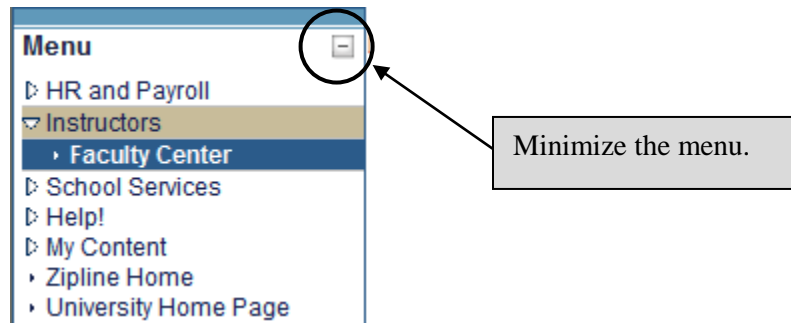 Menu
HR and Payroll
Instructors
Faculty Center
School Services
Help!
My Content
Zipline Home
University Home Page
Minimize the menu.